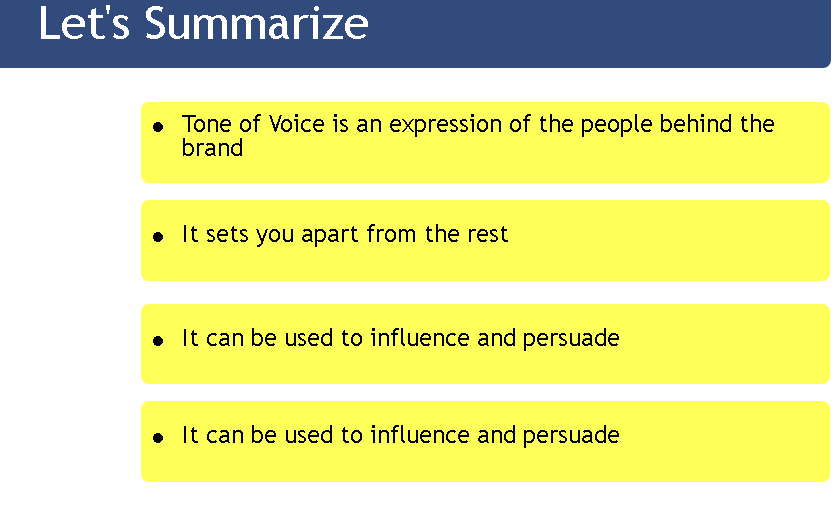 Let's Summarize
• Tone of Voice is an expression of the people behind the
brand
• It sets you apart from the rest
• It can be used to influence and persuade
• It can be used to influence and persuade